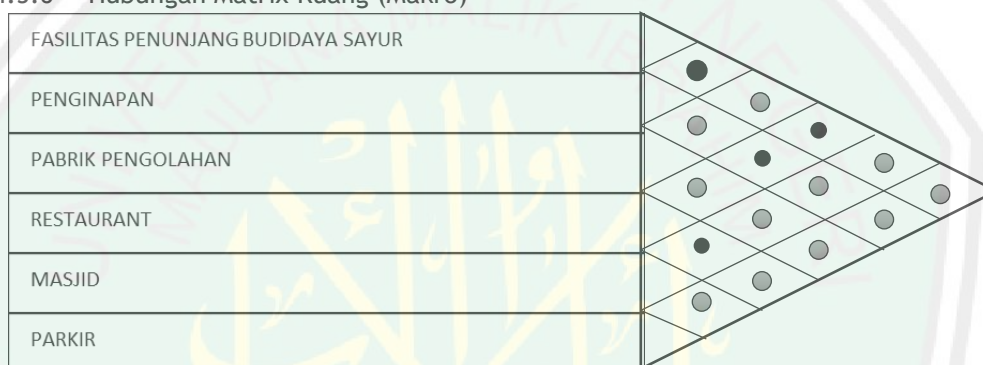 Hubungan Matrix Ruang (Makro)
FASILITAS PENUNJANG BUDIDAYA SAYUR
PENGINAPAN
PABRIK PENGOLAHAN
RESTAURANT
MASJID
PARKIR